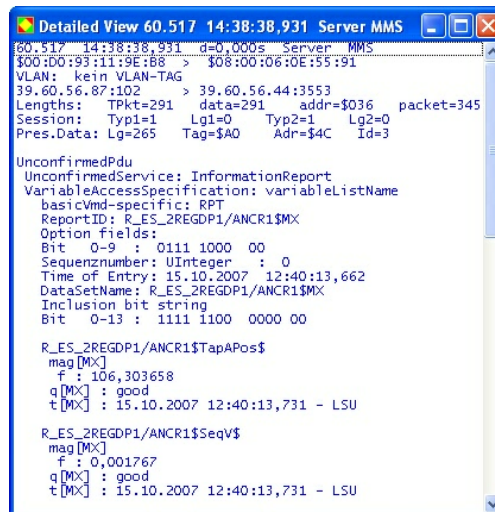 Detailed View 60.517 14:38:38,931 Server MMS
60.517 14:38:38,931 d=0,000s Server MMS
$00:D0:93:11:9E:B8 > $08:00:06:0E:55:91
VLAN: kein VLAN-TAG
39.60.56.87:102 > 39.60.56.44:3553
Lengths: TPkt=291 data=291 addr=$036 packet=345
Session: Typ1=1 Lg1=0 Typ2=1 Lg2=0
Pres.Data: Lg=265 Tag=$A0 Adr=$4C Id=3
UnconfirmedPdu
UnconfirmedService: InformationReport
VariableAccessSpecification: variableListName
basicVmd-specific: RPT
ReportID: R_ES_2REGDP1/ANCR1$MX
Option fields:
Bit 0-9 : 0111 1000 00
Sequenznumber: UInteger : 0
Time of Entry: 15.10.2007 12:40:13,662
DataSetName: R_ES_2REGDP1/ANCR1$MX
Inclusion bit string
Bit 0-13 : 1111 1100 0000 00
R_ES_2REGDP1/ANCR1$TapAPos$
mag[MX]
f : 106,303658
q[MX] : good
t[MX] : 15.10.2007 12:40:13,731 - LSU
R_ES_2REGDP1/ANCR1$SeqV$
mag[MX]
f : 0,001767
q[MX] : good
t[MX] : 15.10.2007 12:40:13,731 - LSU